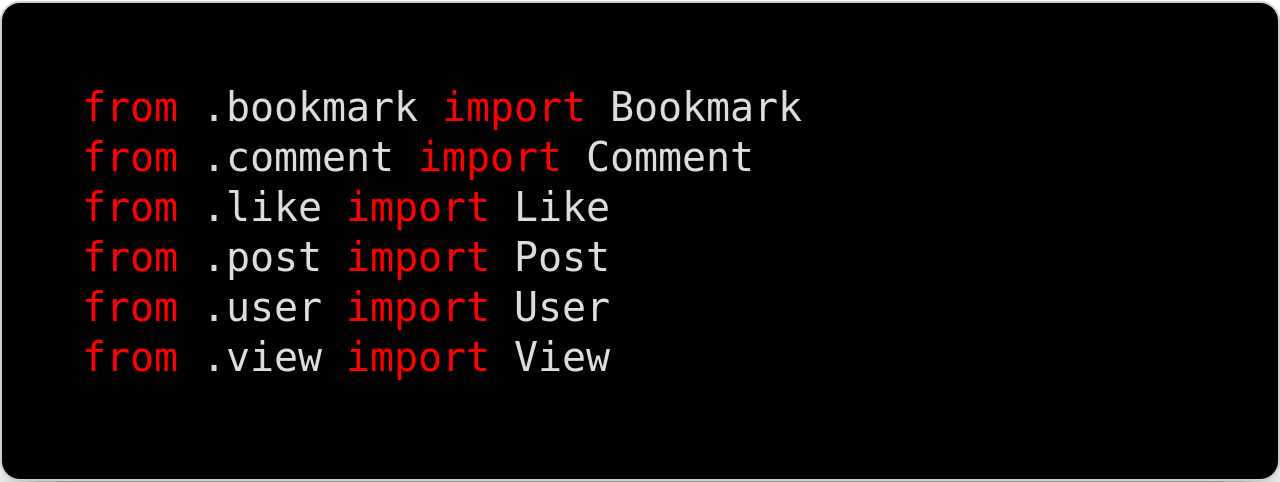 from .bookmark import Bookmark
from .comment import Comment
from .like import Like
from .post import Post
from .user import User
from .view import View